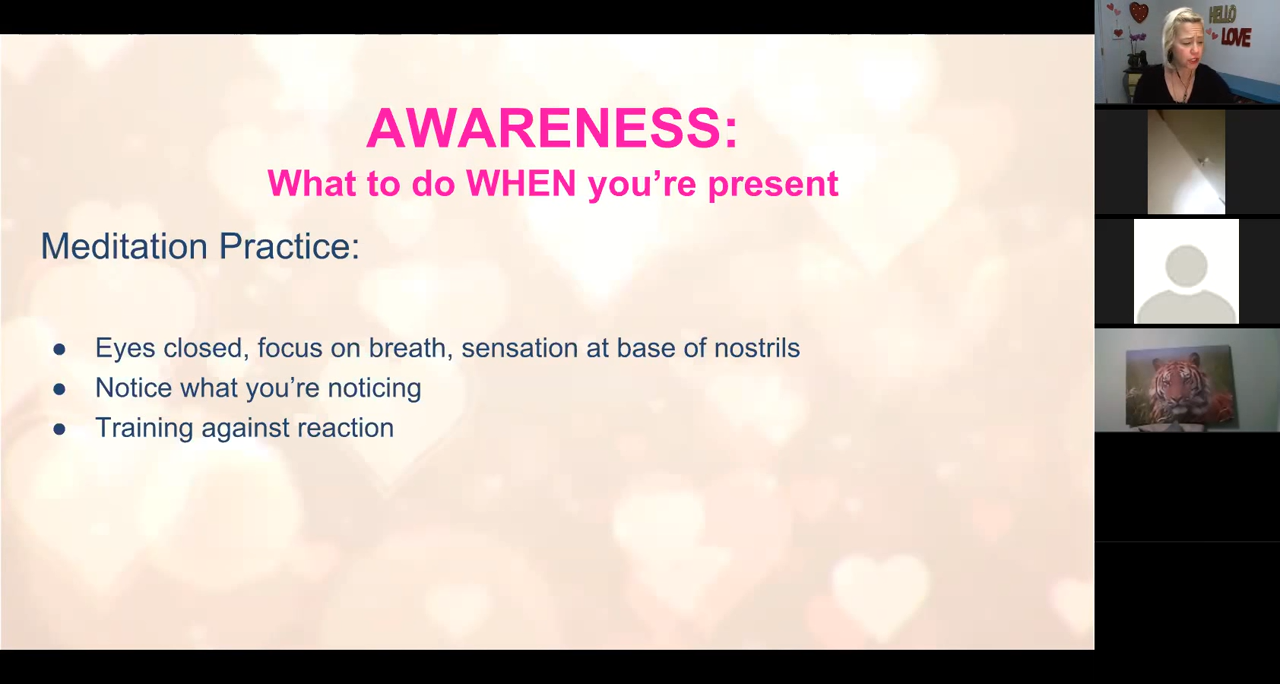 AWARENESS:
What to do WHEN you’re present
Meditation Practice:
● Eyes closed, focus on breath, sensation at base of nostrils
● Notice what you’re noticing
● Training against reaction
HELLO
LOVE